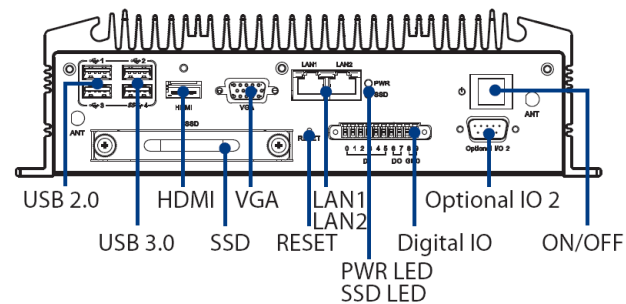 1
2
3
SS 4
LAN1 LAN2
PWR
SSD
HDMI
VGA
ANT
ANT
SSD
RESET
0 1 2 3 4 5 6 7 8 9
DI DO GND
Optional I/O 2
USB 2.0
HDMI
VGA
LAN1
LAN2
Optional IO 2
USB 3.0
SSD
RESET
Digital IO
ON/OFF
PWR LED
SSD LED